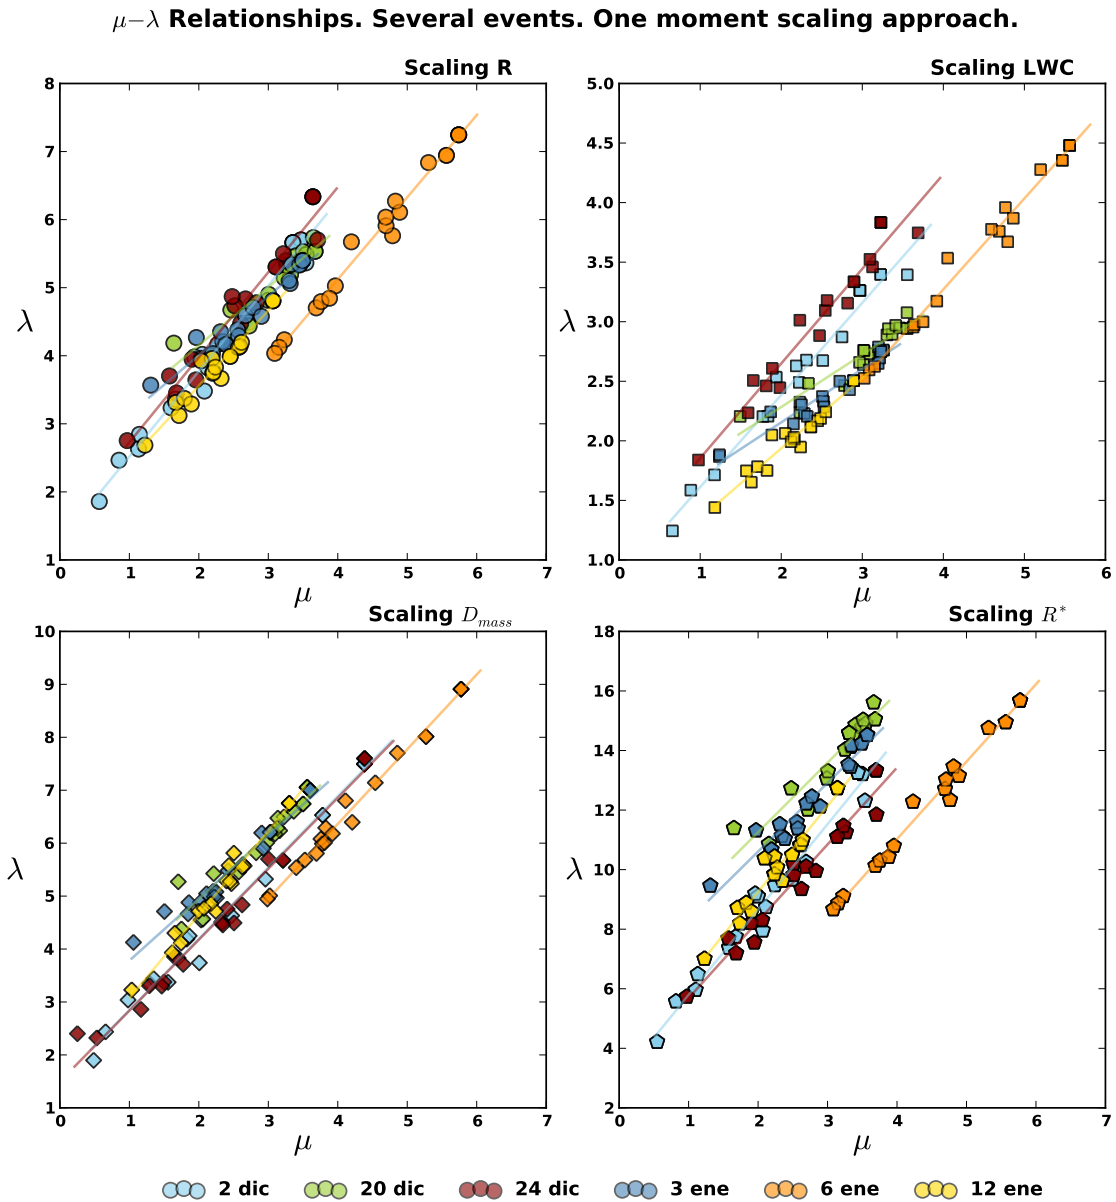 μ−λ Relationships. Several events. One moment scaling approach.
Scaling R
Scaling LWC
8
7
6
5
4
3
2
1
λ
0 1 2 3 4 5 6 7
μ
5.0
4.5
4.0
3.5
3.0
2.5
2.0
1.5
1.0
λ
0 1 2 3 4 5 6
μ
Scaling D_mass
Scaling R*
10
9
8
7
6
5
4
3
2
1
λ
0 1 2 3 4 5 6 7
μ
18
16
14
12
10
8
6
4
2
λ
0 1 2 3 4 5 6 7
μ
2 dic 20 dic 24 dic 3 ene 6 ene 12 ene